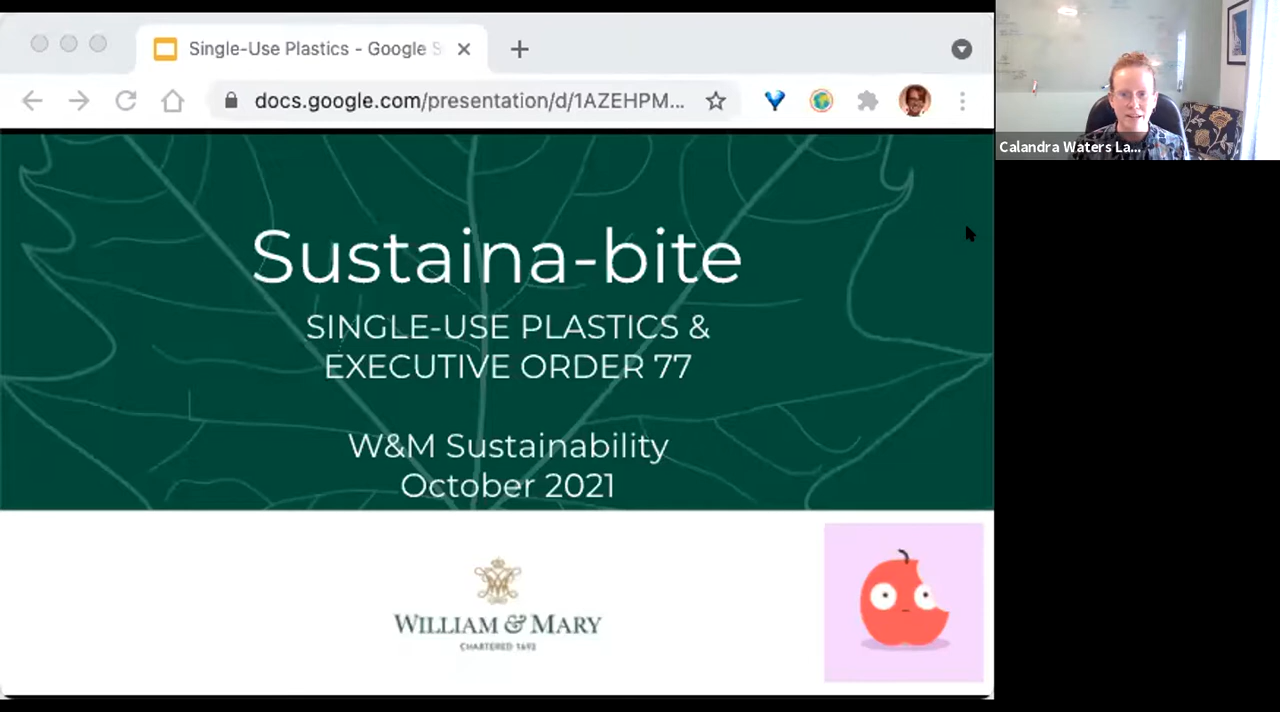 Single-Use Plastics - Google S
docs.google.com/presentation/d/1AZEHPM...
Calandra Waters La...
Sustaina-bite
SINGLE-USE PLASTICS &
EXECUTIVE ORDER 77
W&M Sustainability
October 2021
WILLIAM & MARY
CHARTERED 1693